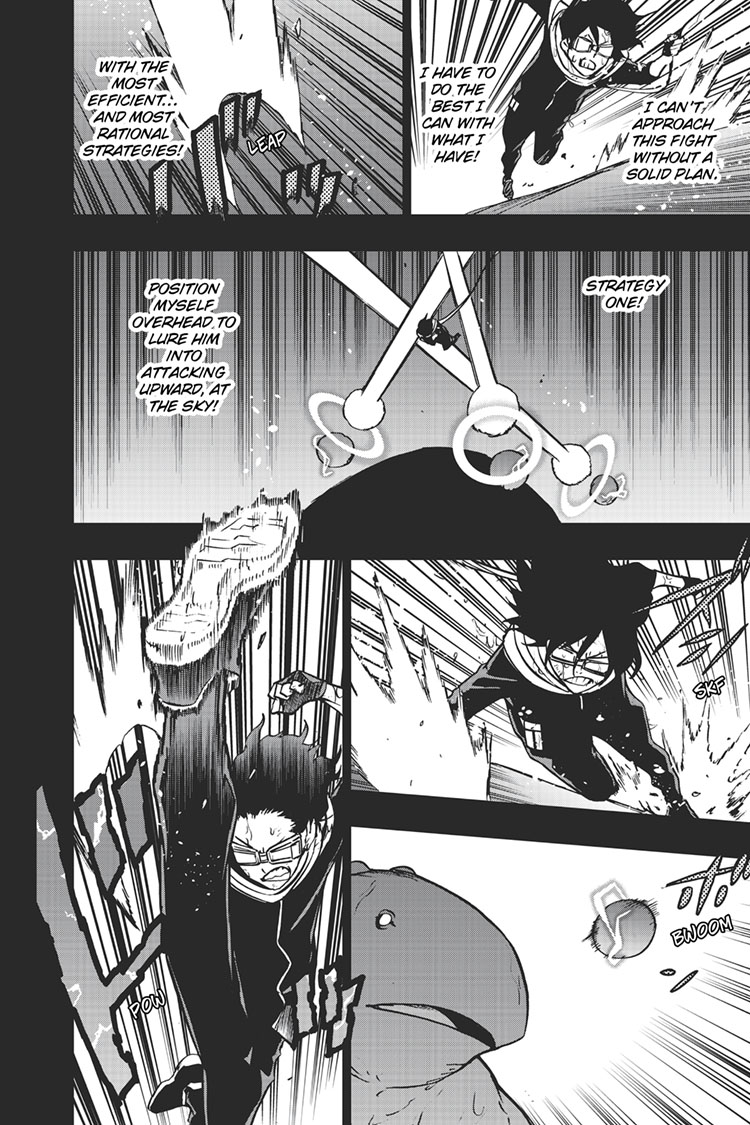 I CAN'T
APPROACH
THIS FIGHT
WITHOUT A
SOLID PLAN.
I HAVE TO
DO THE
BEST I
CAN WITH
WHAT I
HAVE!
WITH THE
MOST
EFFICIENT...
AND MOST
RATIONAL
STRATEGIES!
LEAP
STRATEGY
ONE!
POSITION
MYSELF
OVERHEAD TO
LURE HIM
INTO
ATTACKING
UPWARD, AT
THE SKY!
SKF
BWOOM
POW